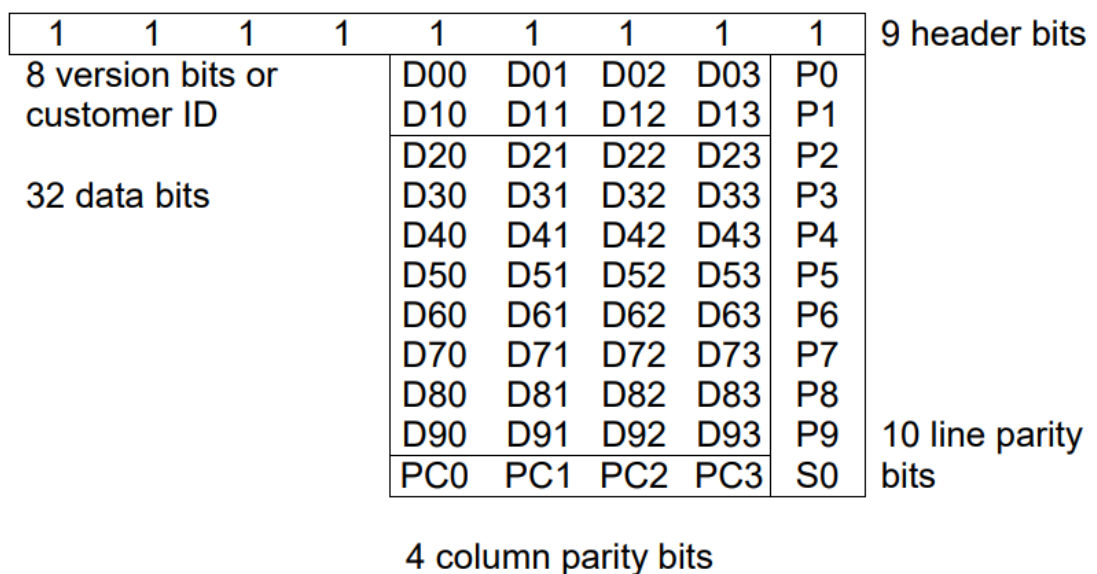 1 1 1 1 1 1 1 1 1 9 header bits
8 version bits or D00 D01 D02 D03 P0
customer ID D10 D11 D12 D13 P1
D20 D21 D22 D23 P2
32 data bits D30 D31 D32 D33 P3
D40 D41 D42 D43 P4
D50 D51 D52 D53 P5
D60 D61 D62 D63 P6
D70 D71 D72 D73 P7
D80 D81 D82 D83 P8
D90 D91 D92 D93 P9 10 line parity
PC0 PC1 PC2 PC3 S0 bits
4 column parity bits